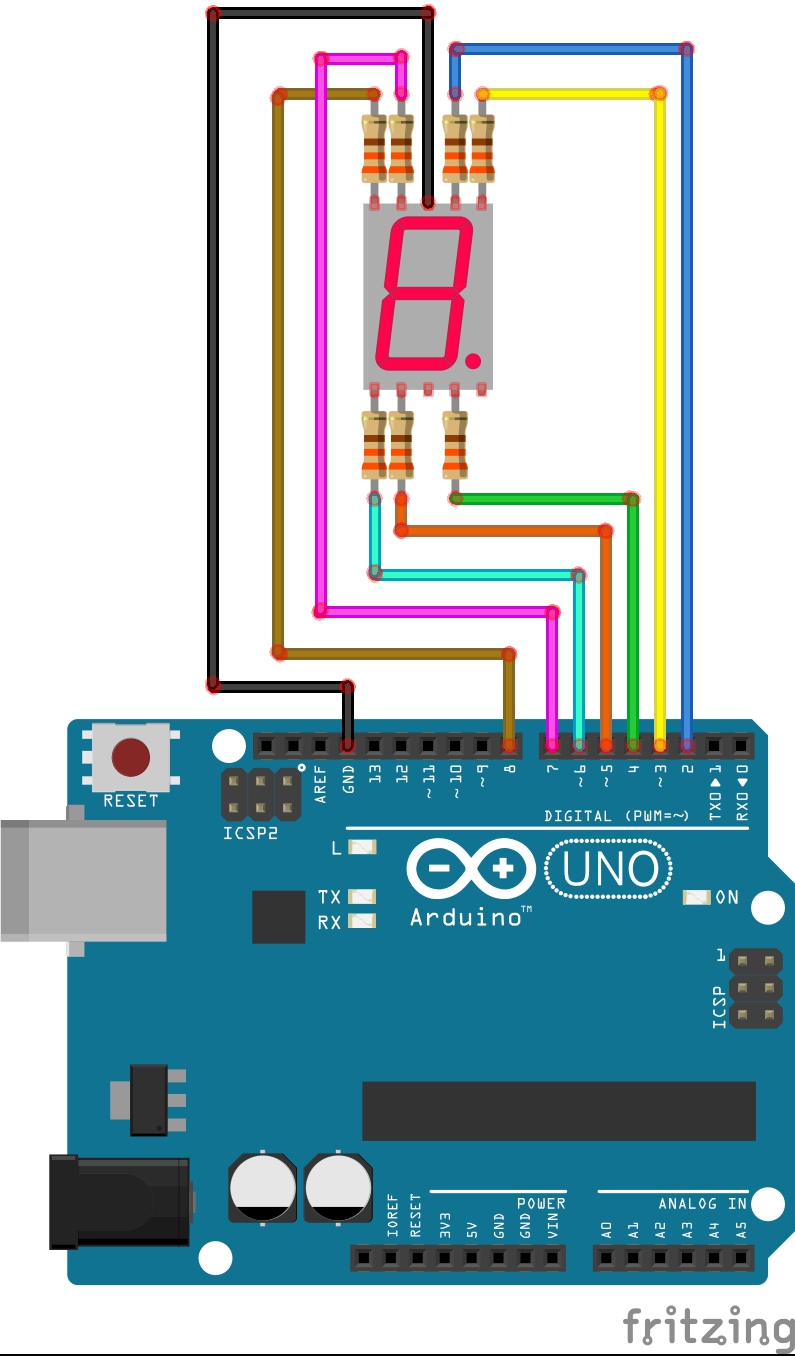 RESET
ICSP2
AREF
GND
13
12
~11
~10
~9
8
7
~6
~5
4
~3
2
TX0▶1
RX0◀0
DIGITAL (PWM=~)
L
TX
RX
Arduino™
UNO
ON
1
ICSP
POWER
ANALOG IN
IOREF
RESET
3V3
5V
GND
GND
VIN
A0
A1
A2
A3
A4
A5
fritzing